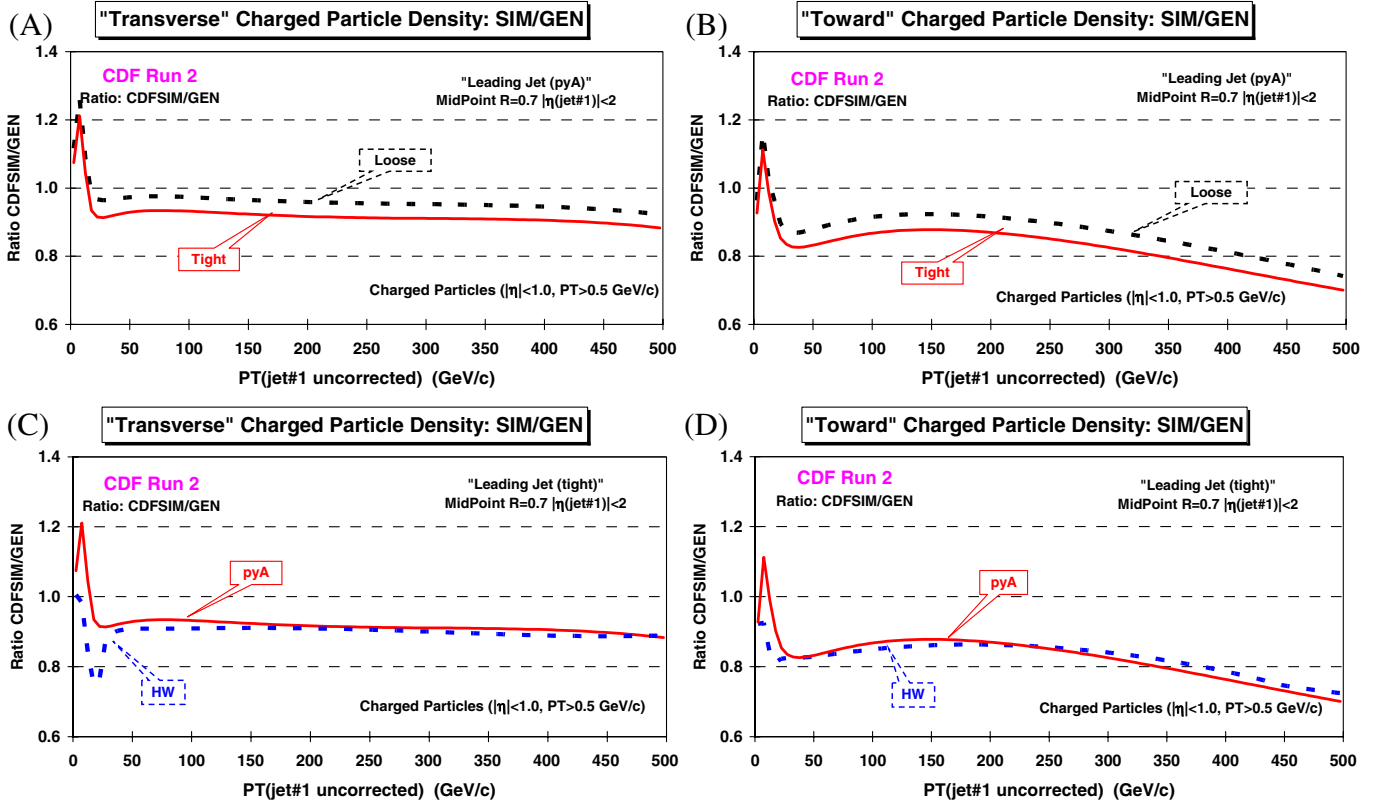 (A)
"Transverse" Charged Particle Density: SIM/GEN
1.4
1.2
1.0
0.8
0.6
Ratio CDFSIM/GEN
CDF Run 2
Ratio: CDFSIM/GEN
"Leading Jet (pyA)"
MidPoint R=0.7 |η(jet#1)|<2
Loose
Tight
Charged Particles (|η|<1.0, PT>0.5 GeV/c)
0 50 100 150 200 250 300 350 400 450 500
PT(jet#1 uncorrected) (GeV/c)
(B)
"Toward" Charged Particle Density: SIM/GEN
1.4
1.2
1.0
0.8
0.6
Ratio CDFSIM/GEN
CDF Run 2
Ratio: CDFSIM/GEN
"Leading Jet (pyA)"
MidPoint R=0.7 |η(jet#1)|<2
Loose
Tight
Charged Particles (|η|<1.0, PT>0.5 GeV/c)
0 50 100 150 200 250 300 350 400 450 500
PT(jet#1 uncorrected) (GeV/c)
(C)
"Transverse" Charged Particle Density: SIM/GEN
1.4
1.2
1.0
0.8
0.6
Ratio CDFSIM/GEN
CDF Run 2
Ratio: CDFSIM/GEN
"Leading Jet (tight)"
MidPoint R=0.7 |η(jet#1)|<2
pyA
HW
Charged Particles (|η|<1.0, PT>0.5 GeV/c)
0 50 100 150 200 250 300 350 400 450 500
PT(jet#1 uncorrected) (GeV/c)
(D)
"Toward" Charged Particle Density: SIM/GEN
1.4
1.2
1.0
0.8
0.6
Ratio CDFSIM/GEN
CDF Run 2
Ratio: CDFSIM/GEN
"Leading Jet (tight)"
MidPoint R=0.7 |η(jet#1)|<2
pyA
HW
Charged Particles (|η|<1.0, PT>0.5 GeV/c)
0 50 100 150 200 250 300 350 400 450 500
PT(jet#1 uncorrected) (GeV/c)